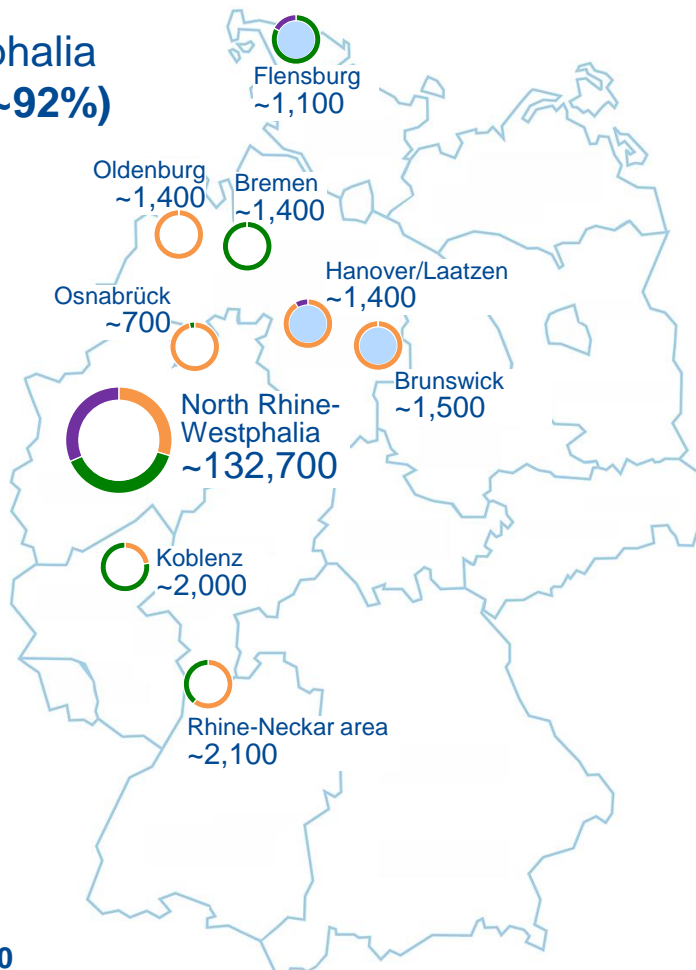 phalia
~92%)
Flensburg
~1,100
Oldenburg
~1,400
Bremen
~1,400
Hanover/Laatzen
~1,400
Osnabrück
~700
Brunswick
~1,500
North Rhine-
Westphalia
~132,700
Koblenz
~2,000
Rhine-Neckar area
~2,100
0